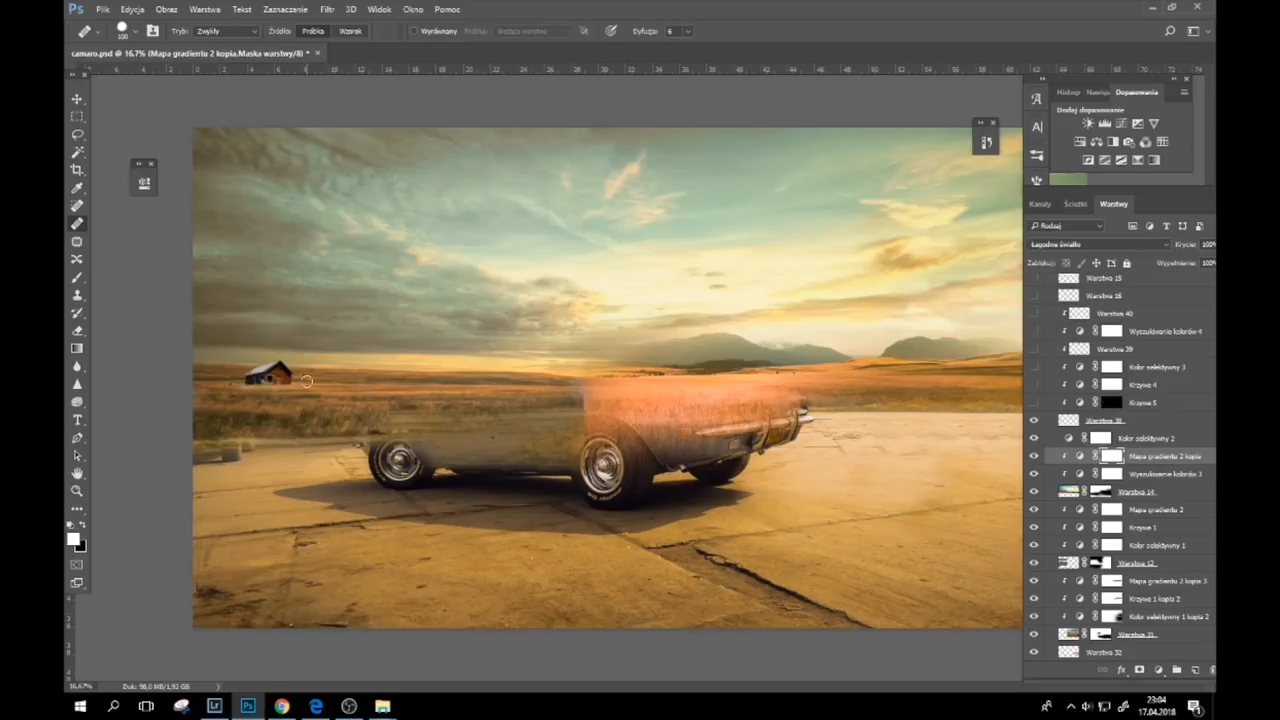 Ps Plik Edycja Obraz Warstwa Tekst Zaznaczanie Filtr 3D Widok Okno Pomoc
100 Tryb: Zwykły Źródło: Próbka Wzorek Wyrównany Próbka: Bieżąca warstwa Dyfuzja: 6
camaro.psd @ 16,7% (Mapa gradientu 2 kopia,Maska warstwy/8) *
Dopasowania
Dodaj dopasowanie
Kanały Ścieżki Warstwy
Rodzaj
Łagodne światło Krycie: 100%
Zablokuj: Wypełnienie: 100%
Warstwa 15
Warstwa 16
Warstwa 40
Wyszukiwanie kolorów 4
Warstwa 39
Kolor selektywny 3
Krzywe 4
Krzywe 5
Warstwa 38
Kolor selektywny 2
Mapa gradientu 2 kopia
Wyszukiwanie kolorów 3
Warstwa 14
Mapa gradientu 2
Krzywe 1
Kolor selektywny 1
Warstwa 12
Mapa gradientu 2 kopia 3
Krzywe 1 kopia 2
Kolor selektywny 1 kopia 2
Warstwa 11
Warstwa 32
16,67% Dok: 98,0 MB/1,92 GB
Lr Ps
23:04
17.04.2018